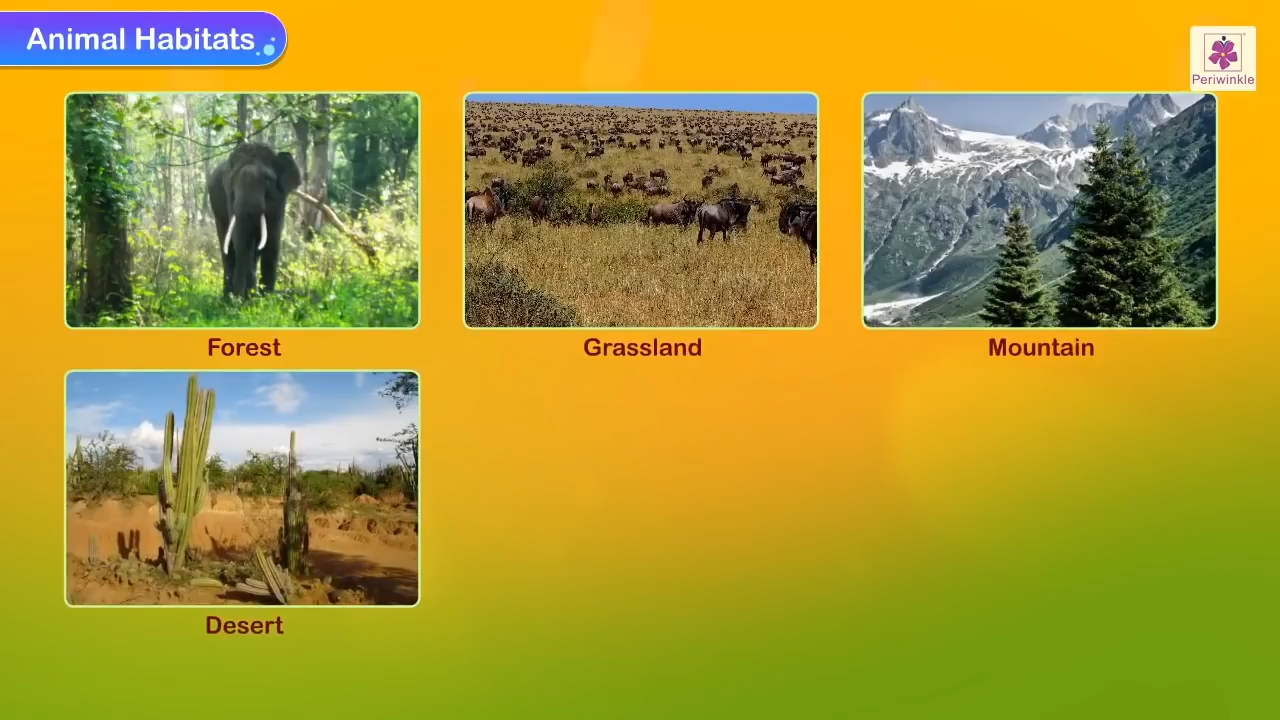 Animal Habitats
Periwinkle
Forest
Grassland
Mountain
Desert